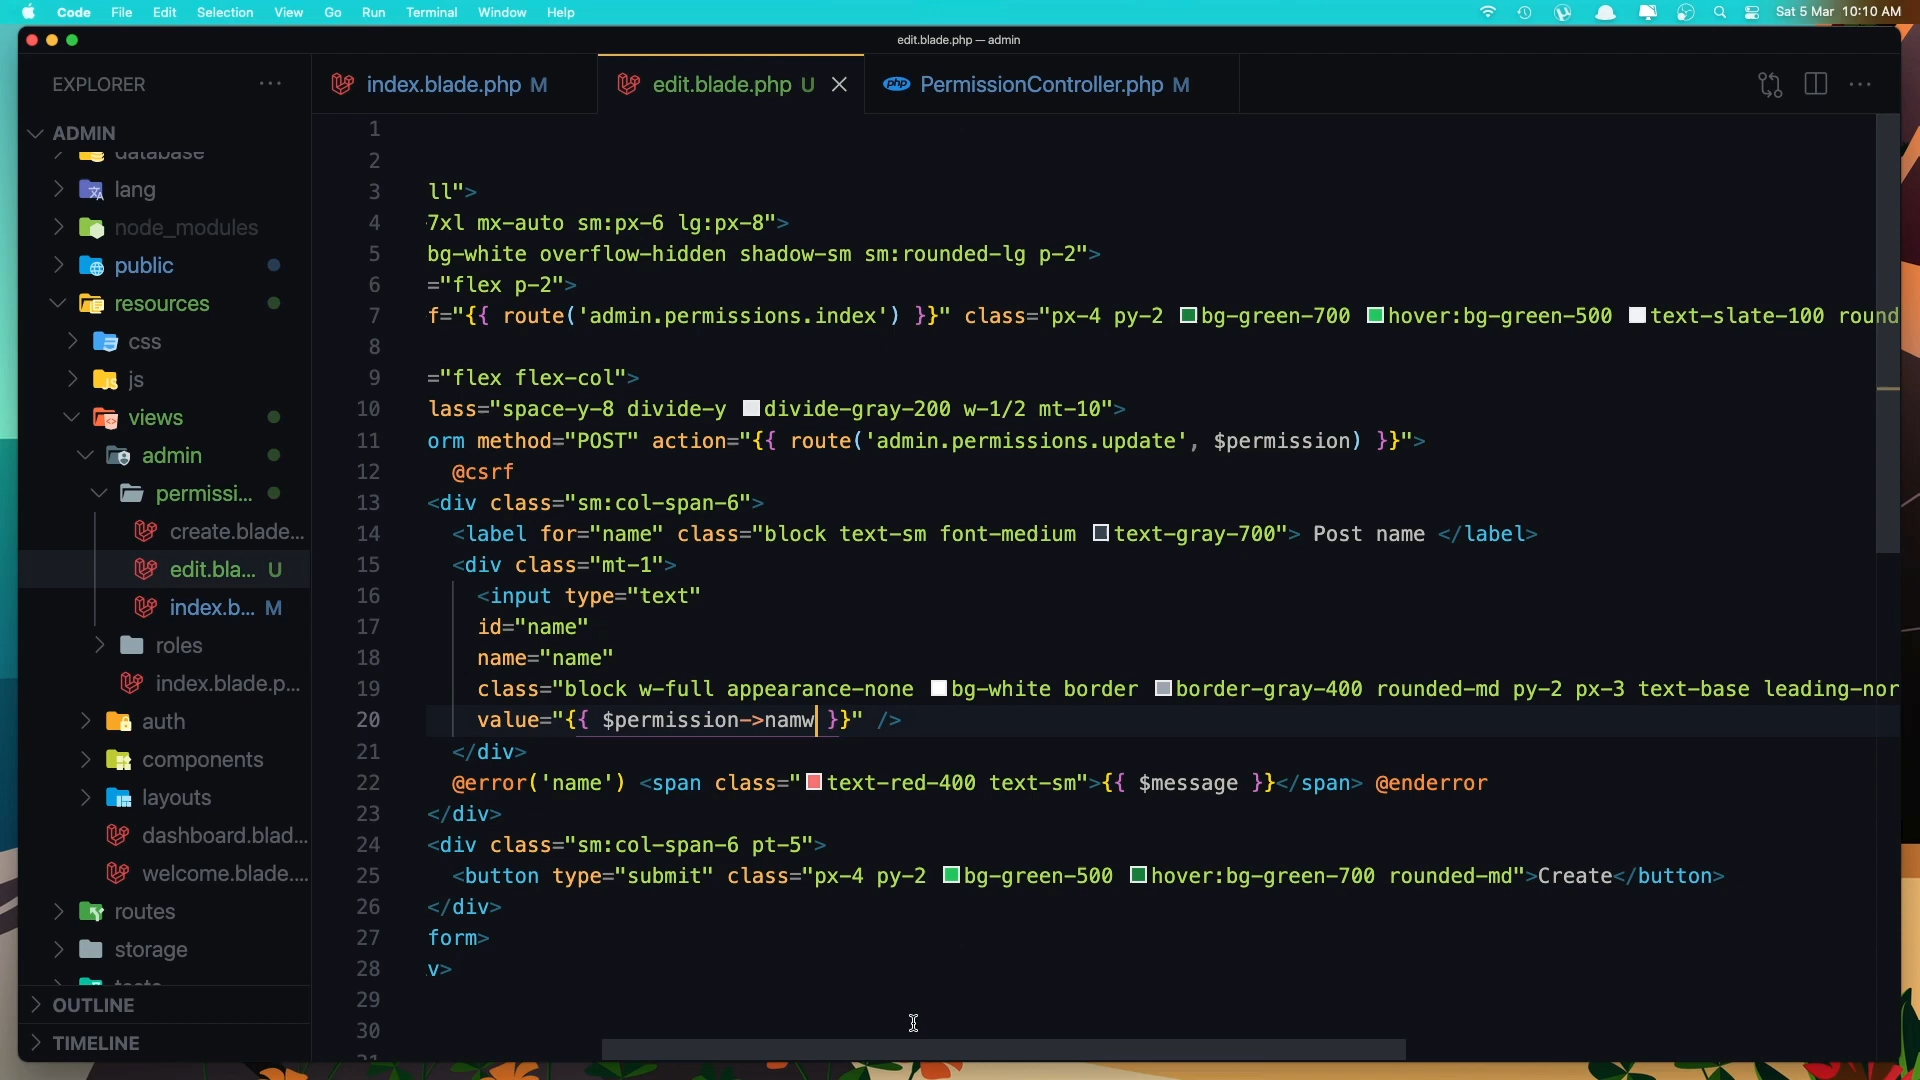 Code File Edit Selection View Go Run Terminal Window Help Sat 5 Mar 10:10 AM
edit.blade.php — admin
EXPLORER ···
index.blade.php M edit.blade.php U PermissionController.php M
ADMIN
database
lang
node_modules
public
resources
css
js
views
admin
permissi...
create.blade...
edit.bla... U
index.b... M
roles
index.blade.p...
auth
components
layouts
dashboard.blad...
welcome.blade....
routes
storage
tests
OUTLINE
TIMELINE
1
2
3 ll">
4 7xl mx-auto sm:px-6 lg:px-8">
5 bg-white overflow-hidden shadow-sm sm:rounded-lg p-2">
6 ="flex p-2">
7 f="{{ route('admin.permissions.index') }}" class="px-4 py-2 bg-green-700 hover:bg-green-500 text-slate-100 round
8
9 ="flex flex-col">
10 lass="space-y-8 divide-y divide-gray-200 w-1/2 mt-10">
11 orm method="POST" action="{{ route('admin.permissions.update', $permission) }}">
12 @csrf
13 <div class="sm:col-span-6">
14 <label for="name" class="block text-sm font-medium text-gray-700"> Post name </label>
15 <div class="mt-1">
16 <input type="text"
17 id="name"
18 name="name"
19 class="block w-full appearance-none bg-white border border-gray-400 rounded-md py-2 px-3 text-base leading-nor
20 value="{{ $permission->namw }}" />
21 </div>
22 @error('name') <span class="text-red-400 text-sm">{{ $message }}</span> @enderror
23 </div>
24 <div class="sm:col-span-6 pt-5">
25 <button type="submit" class="px-4 py-2 bg-green-500 hover:bg-green-700 rounded-md">Create</button>
26 </div>
27 form>
28 v>
29
30
31